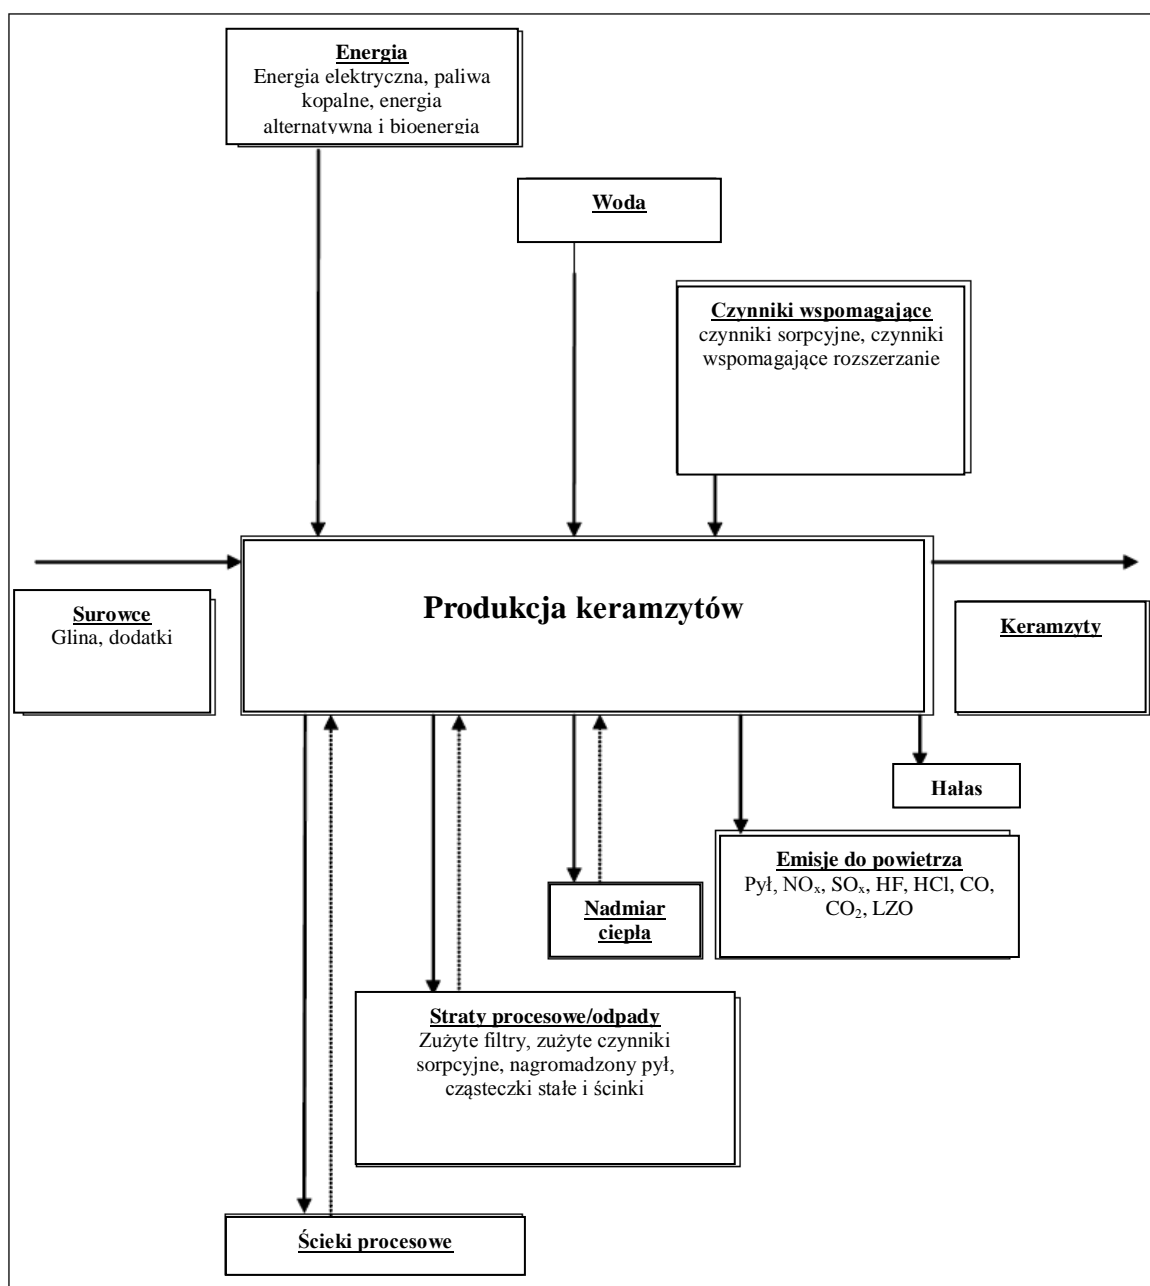 Energia
Energia elektryczna, paliwa
kopalne, energia
alternatywna i bioenergia
Woda
Czynniki wspomagające
czynniki sorpcyjne, czynniki
wspomagające rozszerzanie
Produkcja keramzytów
Surowce
Glina, dodatki
Keramzyty
Hałas
Emisje do powietrza
Pył, NOₓ, SOₓ, HF, HCl, CO,
CO₂, LZO
Nadmiar
ciepła
Straty procesowe/odpady
Zużyte filtry, zużyte czynniki
sorpcyjne, nagromadzony pył,
cząsteczki stałe i ścinki
Ścieki procesowe